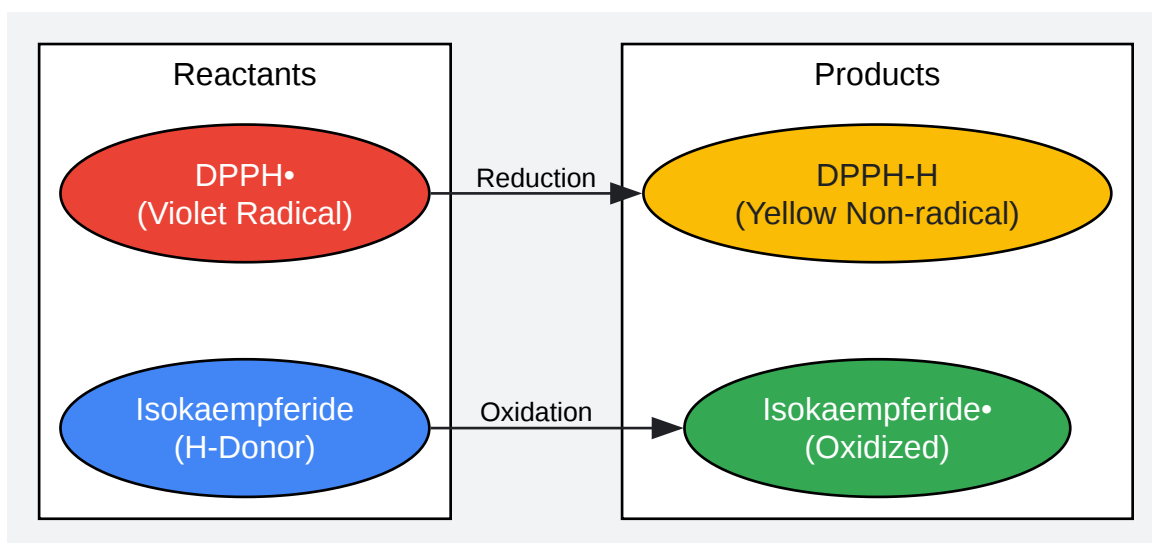 Reactants
Products
DPPH•
(Violet Radical)
Reduction
DPPH-H
(Yellow Non-radical)
Isokaempferide
(H-Donor)
Oxidation
Isokaempferide•
(Oxidized)